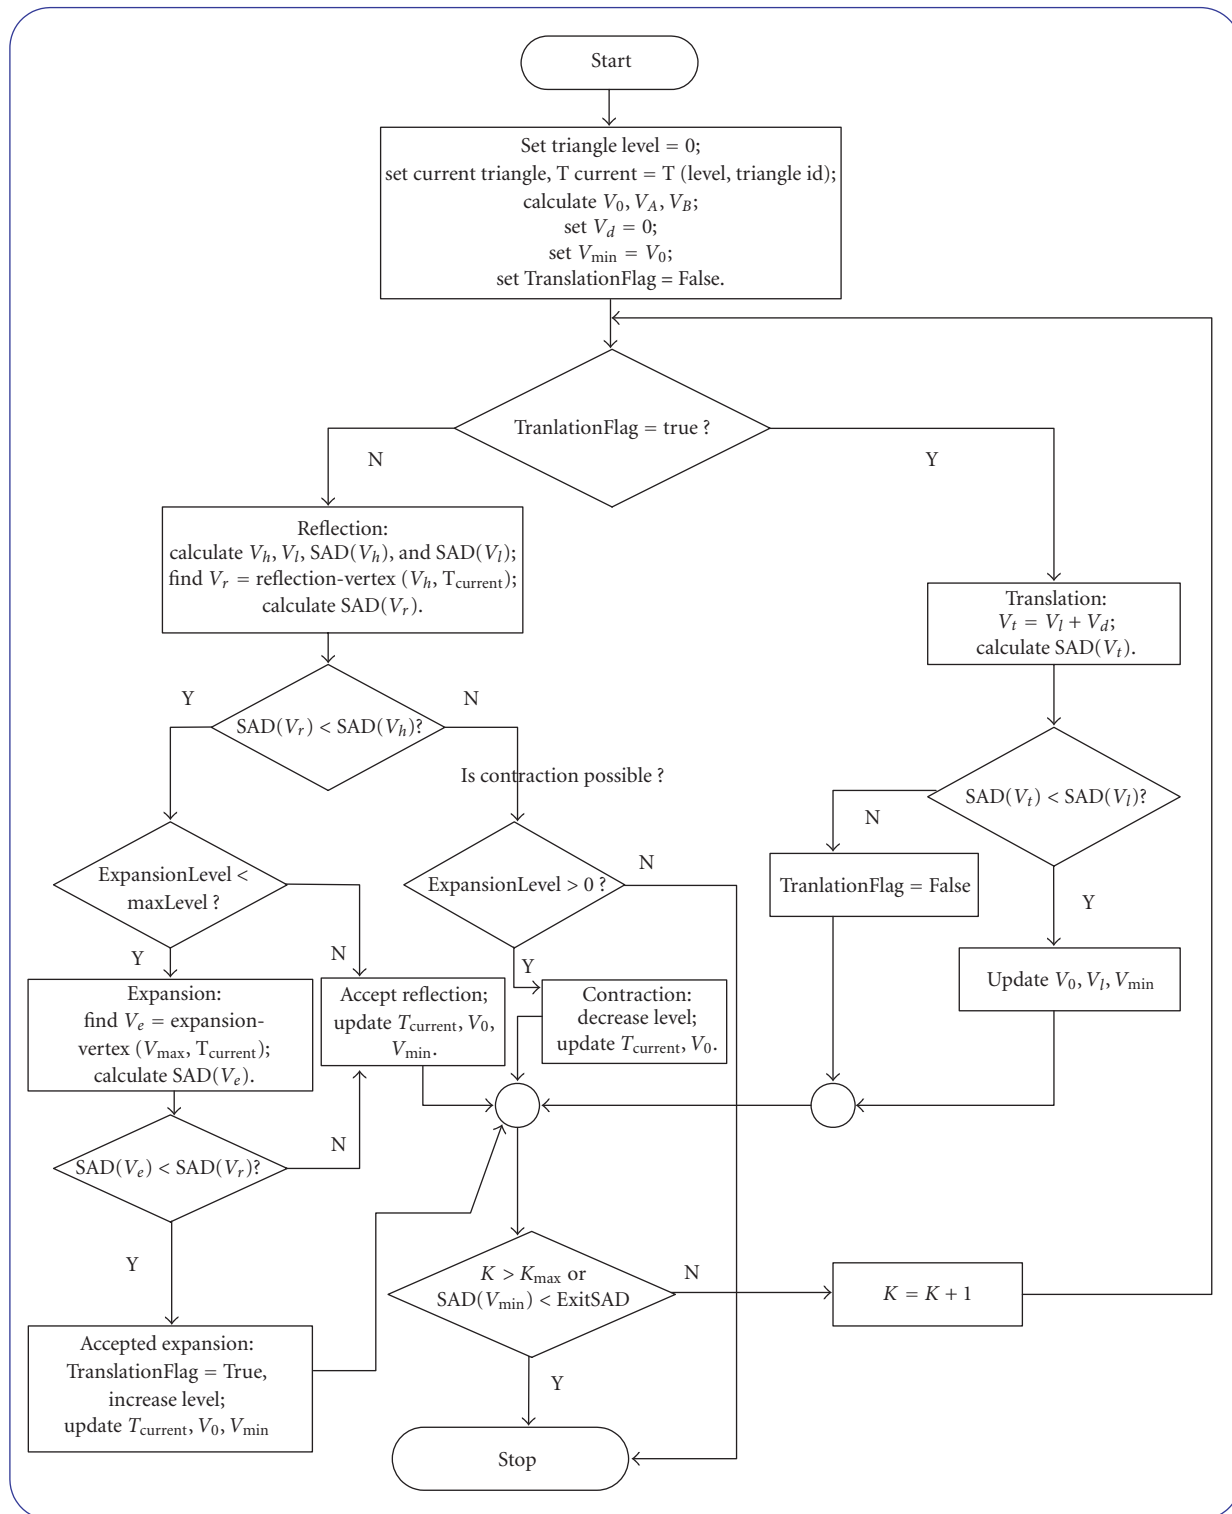 Start
Set triangle level = 0;
set current triangle, T current = T (level, triangle id);
calculate V0, VA, VB;
set Vd = 0;
set Vmin = V0;
set TranslationFlag = False.
TranlationFlag = true ?
N
Y
Reflection:
calculate Vh, Vl, SAD(Vh), and SAD(Vl);
find Vr = reflection-vertex (Vh, Tcurrent);
calculate SAD(Vr).
Translation:
Vt = Vl + Vd;
calculate SAD(Vt).
Y
N
SAD(Vr) < SAD(Vh)?
Is contraction possible ?
SAD(Vt) < SAD(Vl)?
N
Y
ExpansionLevel <
maxLevel ?
N
Y
ExpansionLevel > 0 ?
N
Y
TranlationFlag = False
Update V0, Vl, Vmin
Expansion:
find Ve = expansion-
vertex (Vmax, Tcurrent);
calculate SAD(Ve).
Accept reflection;
update Tcurrent, V0,
Vmin.
Contraction:
decrease level;
update Tcurrent, V0.
SAD(Ve) < SAD(Vr)?
N
Y
K > Kmax or
SAD(Vmin) < ExitSAD
N
Y
K = K + 1
Accepted expansion:
TranslationFlag = True,
increase level;
update Tcurrent, V0, Vmin
Stop